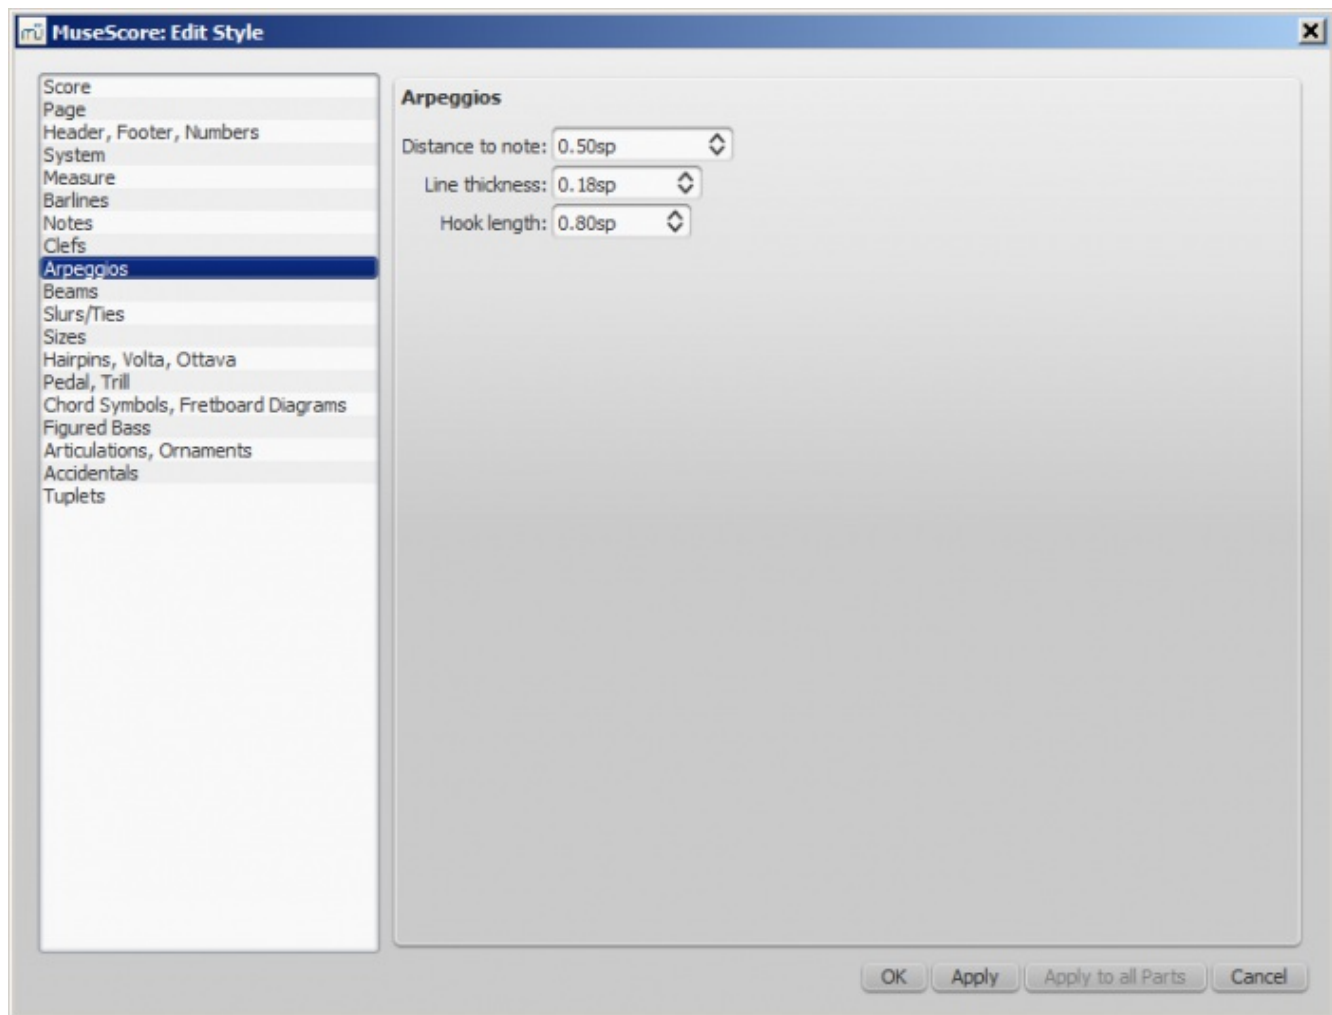 mü MuseScore: Edit Style
Score
Page
Header, Footer, Numbers
System
Measure
Barlines
Notes
Clefs
Arpeggios
Beams
Slurs/Ties
Sizes
Hairpins, Volta, Ottava
Pedal, Trill
Chord Symbols, Fretboard Diagrams
Figured Bass
Articulations, Ornaments
Accidentals
Tuplets
Arpeggios
Distance to note: 0.50sp
Line thickness: 0.18sp
Hook length: 0.80sp
OK Apply Apply to all Parts Cancel